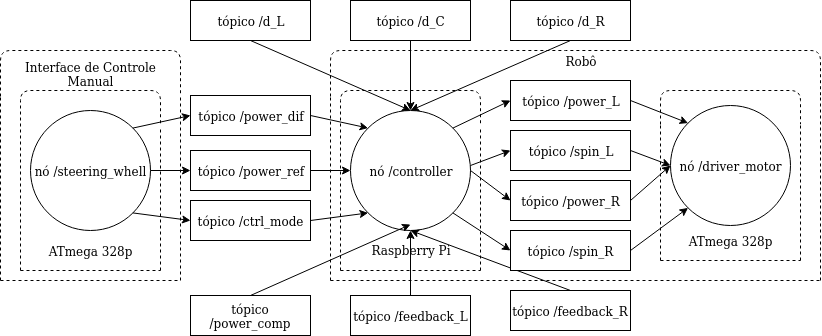 tópico /d_L
tópico /d_C
tópico /d_R
Interface de Controle
Manual
Robô
tópico /power_dif
tópico /power_L
nó /steering_whell
tópico /power_ref
nó /controller
tópico /spin_L
nó /driver_motor
tópico /power_R
tópico /ctrl_mode
ATmega 328p
Raspberry Pi
tópico /spin_R
ATmega 328p
tópico
/power_comp
tópico /feedback_L
tópico /feedback_R